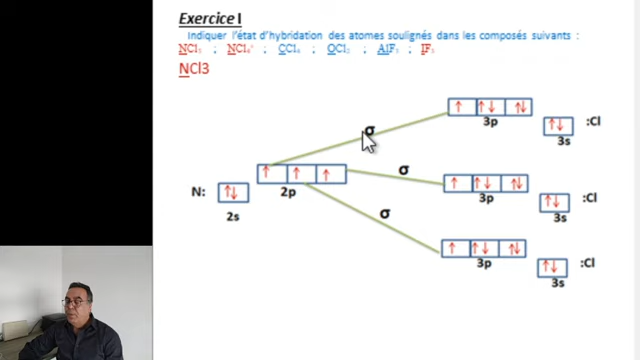 Exercice I
Indiquer l'état d'hybridation des atomes soulignés dans les composés suivants :
NCl₃ ; NCl₄⁺ ; CCl₄ ; OCl₂ ; AlF₃ ; IF₃
NCl3
σ
3p
:Cl
3s
N:
2s
2p
σ
3p
:Cl
3s
σ
3p
:Cl
3s